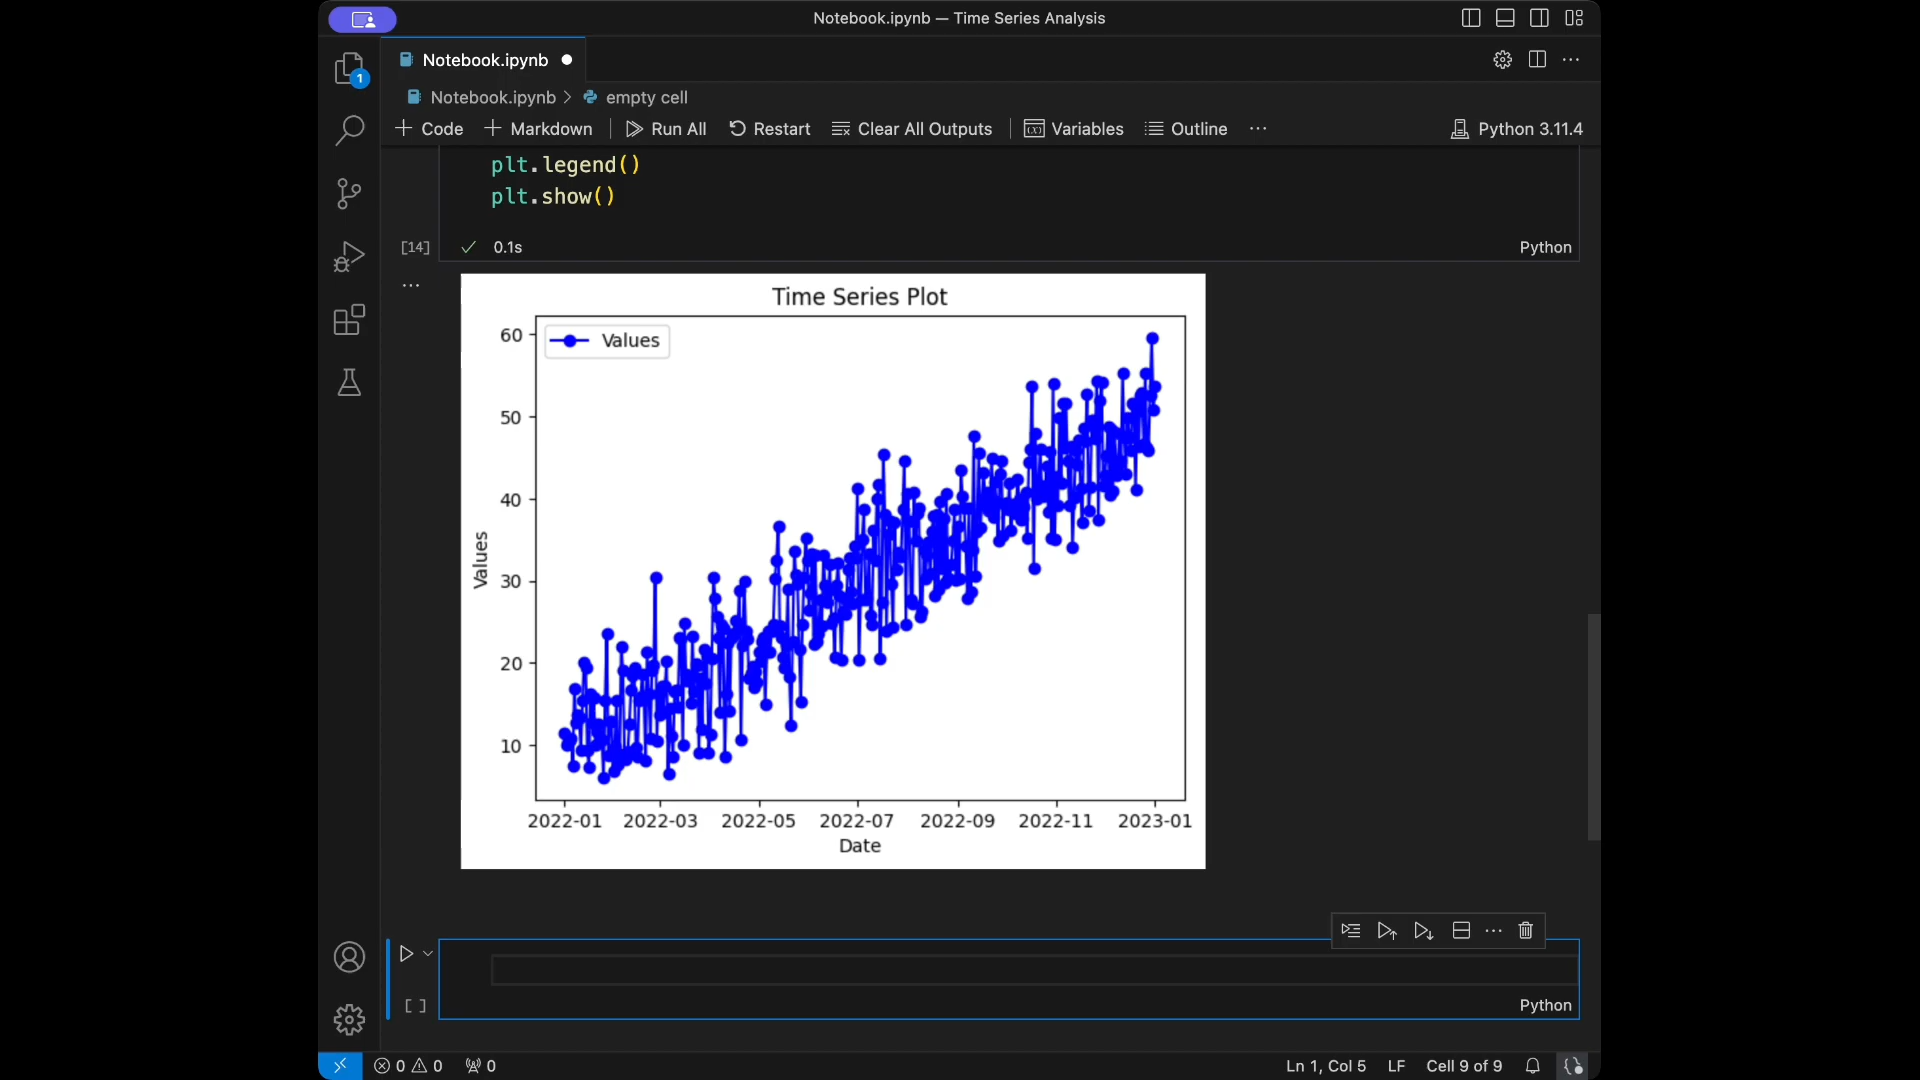 Notebook.ipynb — Time Series Analysis
Notebook.ipynb
1
Notebook.ipynb > empty cell
+ Code + Markdown Run All Restart Clear All Outputs Variables Outline ... Python 3.11.4
plt.legend()
plt.show()
[14] 0.1s Python
...
Time Series Plot
Values
60
50
40
30
20
10
Values
2022-01 2022-03 2022-05 2022-07 2022-09 2022-11 2023-01
Date
[ ] Python
0 0 0 Ln 1, Col 5 LF Cell 9 of 9